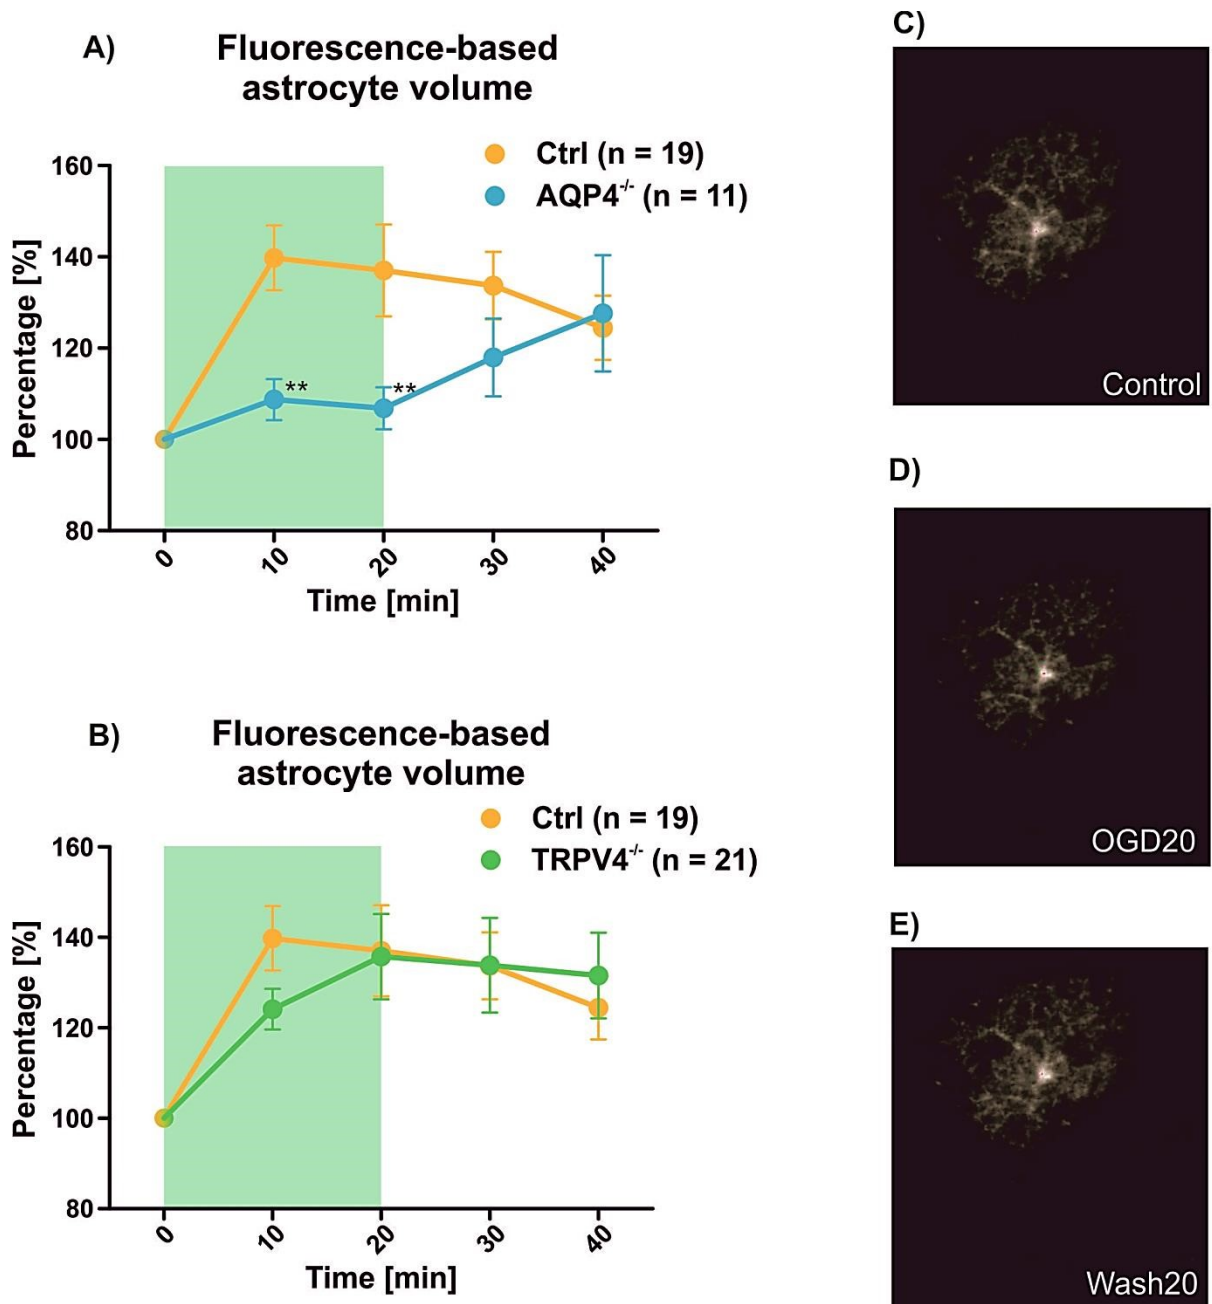 A)
Fluorescence-based
astrocyte volume
Ctrl (n = 19)
AQP4-/- (n = 11)
Percentage [%]
160
140
120
100
80
**
**
0 10 20 30 40
Time [min]
B)
Fluorescence-based
astrocyte volume
Ctrl (n = 19)
TRPV4-/- (n = 21)
Percentage [%]
160
140
120
100
80
0 10 20 30 40
Time [min]
C)
Control
D)
OGD20
E)
Wash20